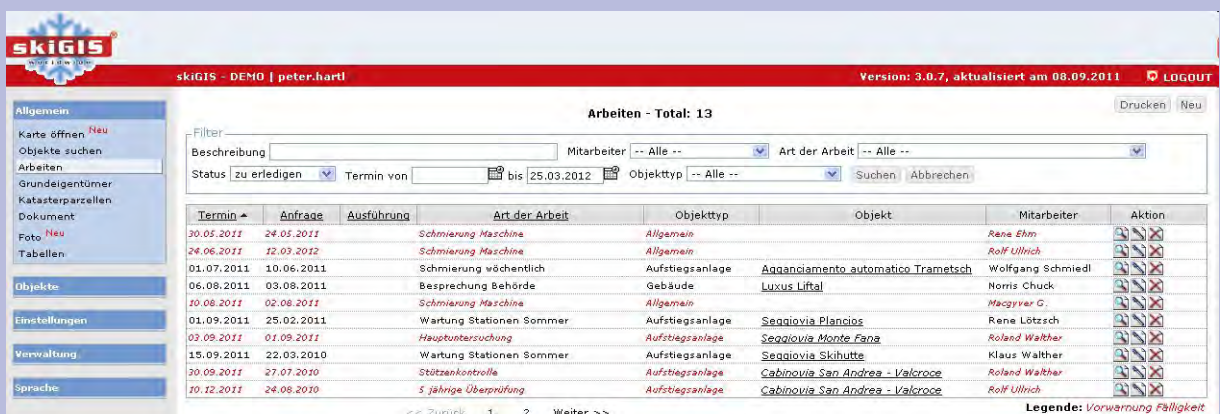 skiGIS®
worldwide
skiGIS - DEMO | peter.hartl Version: 3.0.7, aktualisiert am 08.09.2011 LOGOUT
Allgemein
Karte öffnen Neu
Objekte suchen
Arbeiten
Grundeigentümer
Katasterparzellen
Dokument
Foto Neu
Tabellen
Objekte
Einstellungen
Verwaltung
Sprache
Arbeiten - Total: 13
Drucken Neu
Filter
Beschreibung Mitarbeiter -- Alle -- Art der Arbeit -- Alle --
Status zu erledigen Termin von bis 25.03.2012 Objekttyp -- Alle -- Suchen Abbrechen
Termin Anfrage Ausführung Art der Arbeit Objekttyp Objekt Mitarbeiter Aktion
30.05.2011 24.05.2011 Schmierung Maschine Allgemein Rene Ehm
24.06.2011 12.03.2012 Schmierung Maschine Allgemein Rolf Ullrich
01.07.2011 10.06.2011 Schmierung wöchentlich Aufstiegsanlage Agganciamento automatico Trametsch Wolfgang Schmiedl
06.08.2011 03.08.2011 Besprechung Behörde Gebäude Luxus Liftal Norris Chuck
10.08.2011 02.08.2011 Schmierung Maschine Allgemein Macgyver G.
01.09.2011 25.02.2011 Wartung Stationen Sommer Aufstiegsanlage Seggiovia Plancios Rene Lötzsch
03.09.2011 01.09.2011 Hauptuntersuchung Aufstiegsanlage Seggiovia Monte Fana Roland Walther
15.09.2011 22.03.2010 Wartung Stationen Sommer Aufstiegsanlage Seggiovia Skihutte Klaus Walther
30.09.2011 27.07.2010 Stützenkontrolle Aufstiegsanlage Cabinovia San Andrea - Valcroce Roland Walther
10.12.2011 24.08.2010 5 jährige Überprüfung Aufstiegsanlage Cabinovia San Andrea - Valcroce Rolf Ullrich
<< Zurück 1 2 Weiter >>
Legende: Vorwarnung Fälligkeit